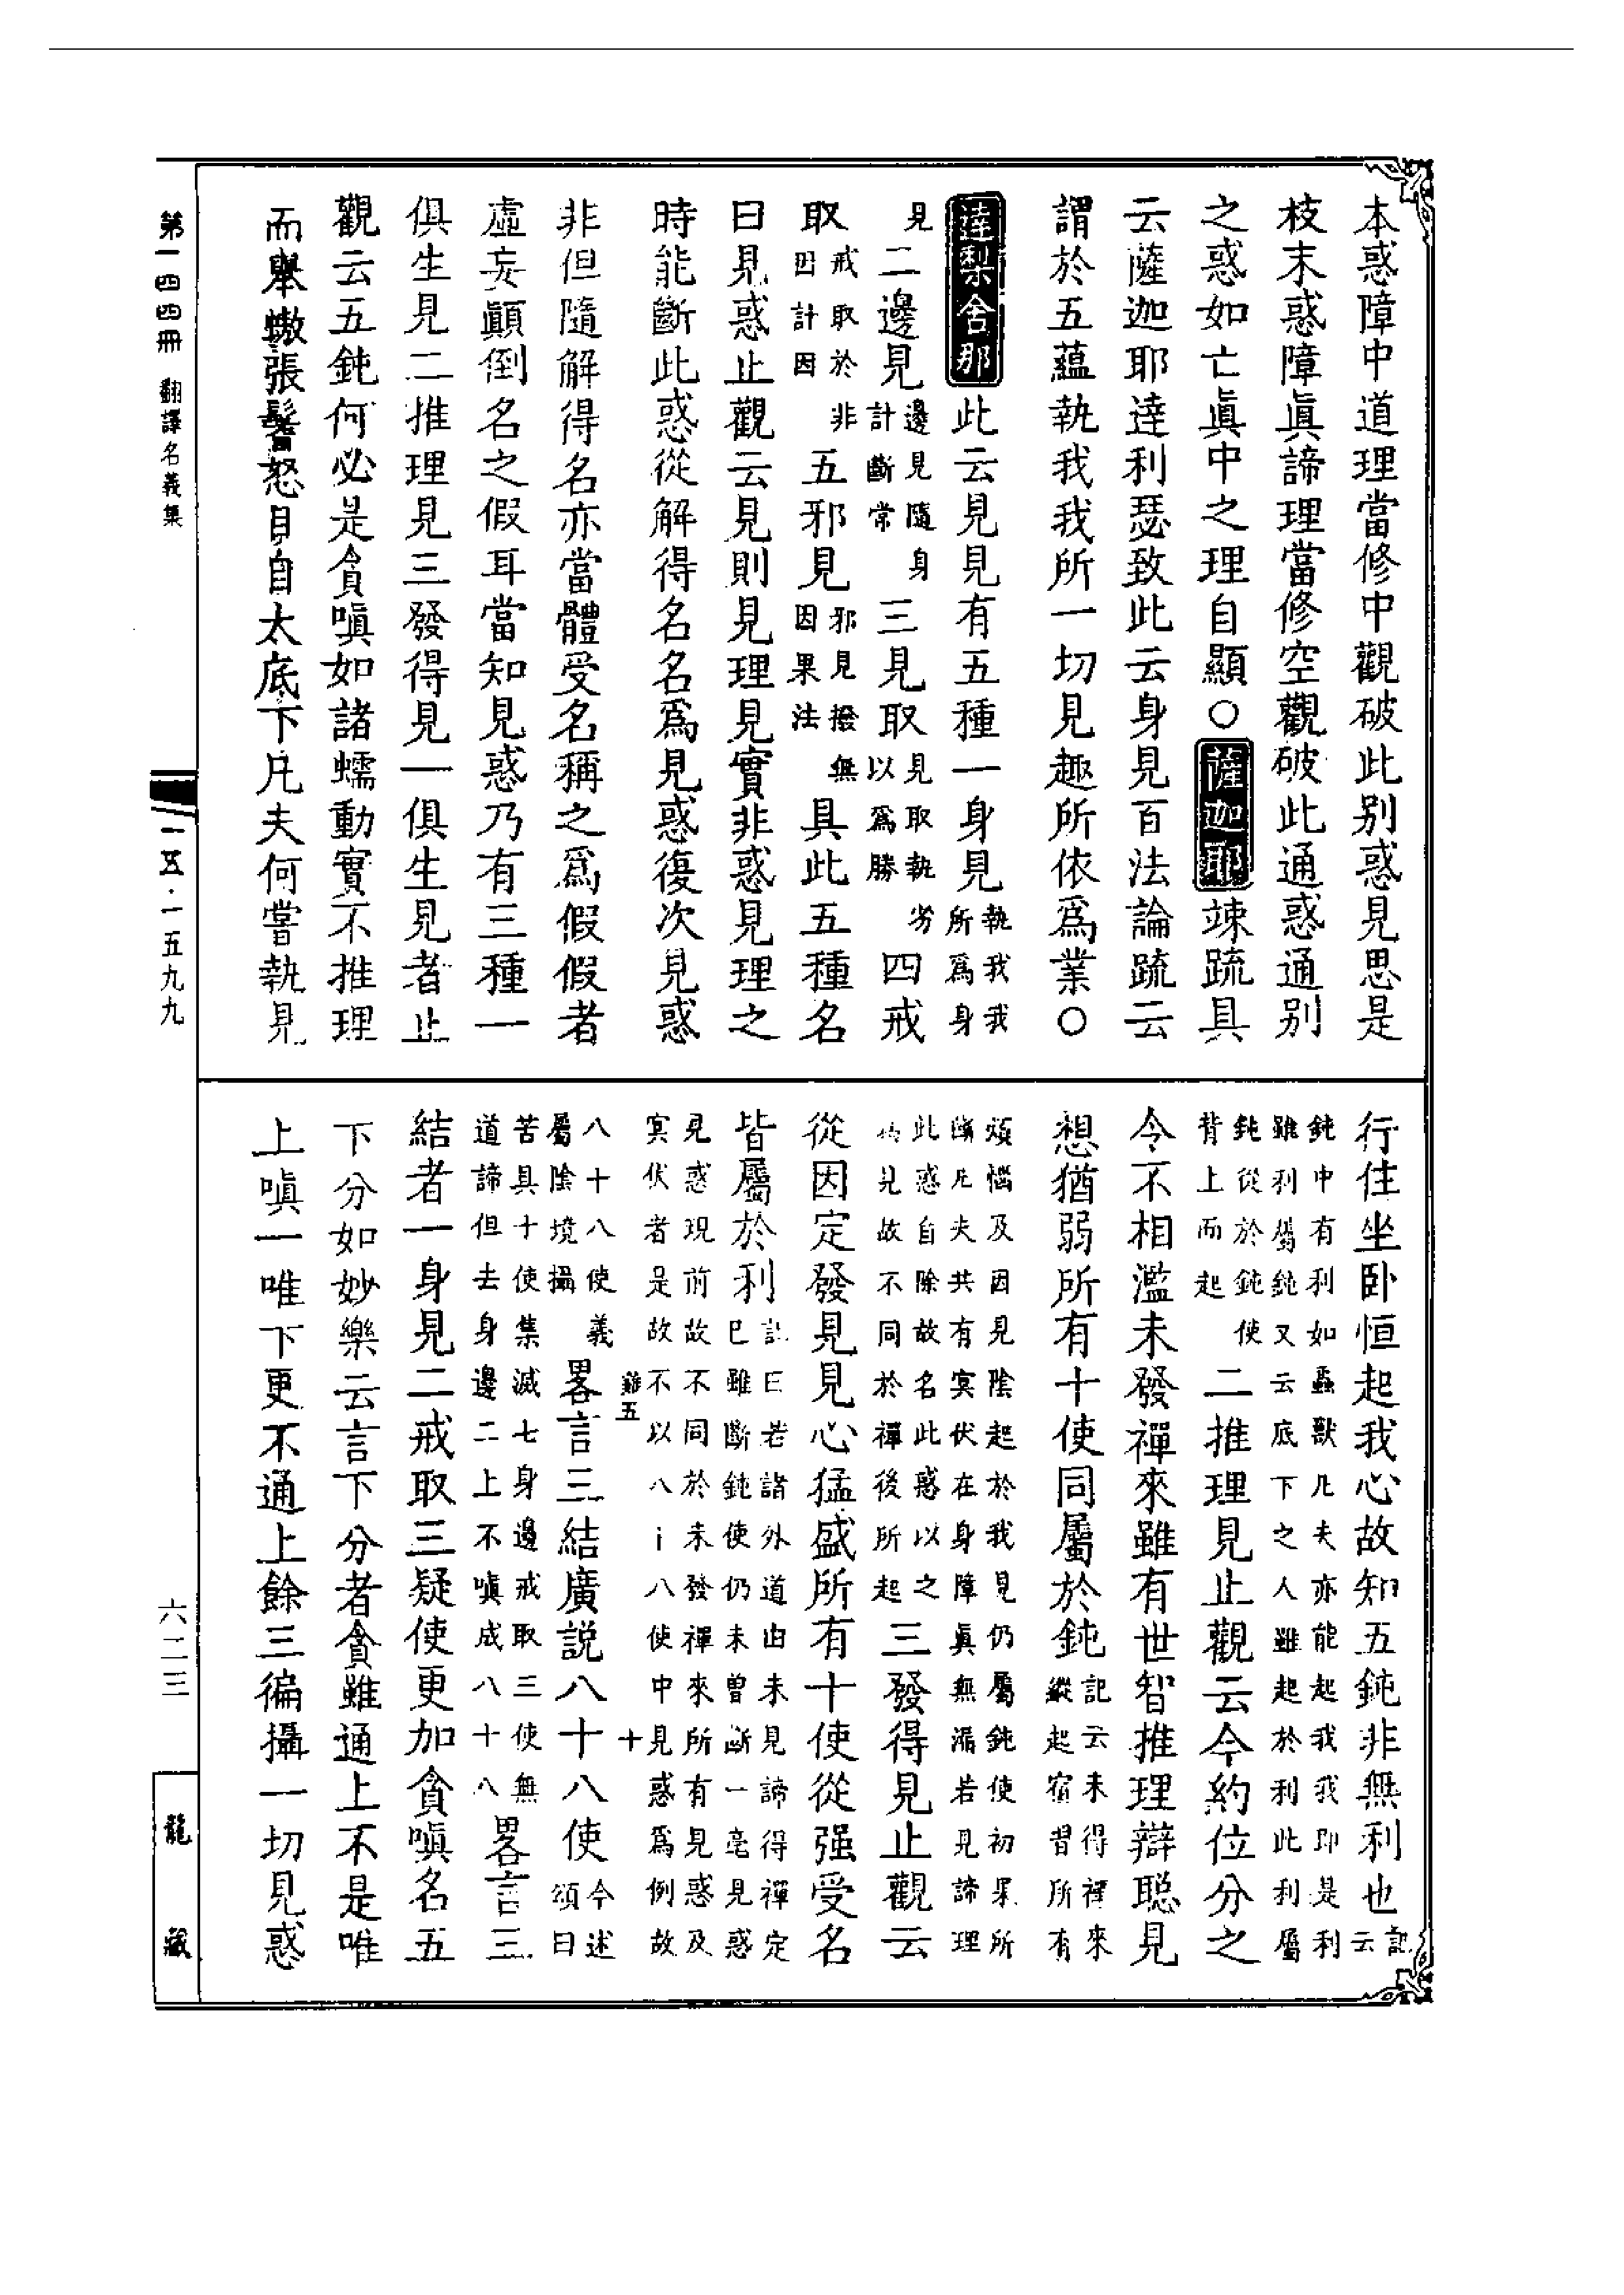 本惑障中道理當修中觀破此别惑見思是
枝末惑障眞諦理當修空觀破此通惑通别
之惑如亡眞中之理自顯○薩迦耶竦疏具
云薩迦耶達利瑟致此云身見百法論疏云
謂於五蘊執我我所一切見趣所依爲業○
達梨舍那此云見見有五種一身見執我我所爲身
見二邊見邊見隨身計斷常三見取見取執劣以爲勝四戒
取戒取於非因計因五邪見邪見撥無因果法具此五種名
曰見惑止觀云見則見理見實非惑見理之
時能斷此惑從解得名名爲見惑復次見惑
非但隨解得名亦當體受名稱之爲假假者
虛妄顚倒名之假耳當知見惑乃有三種一
俱生見二推理見三發得見一俱生見者止
觀云五鈍何必是貪嗔如諸蠕動實不推理
而舉螫張鬐怒目自太底下凡夫何嘗執見
行住坐卧恒起我心故知五鈍非無利也記云
鈍中有利如蟲獸凡夫亦能起我我即是利
雖利屬鈍又云底下之人雖起於利此利屬
鈍從於鈍使背上而起二推理見止觀云今約位分之
令不相濫未發禪來雖有世智推理辯聪見
想猶弱所有十使同屬於鈍記云未得禪來縱起宿習所有
煩惱及因見陰起於我見仍屬鈍使初果所
斷凡夫共有冥伏在身障眞無漏若見諦理
此惑自除故名此惑以之
爲見故不同於禪後所起三發得見止觀云
從因定發見見心猛盛所有十使從强受名
皆屬於利記曰若諸外道由未見諦得禪定
已雖斷鈍使仍未曾斷一毫見惑
見惑現前故不同於未發禪來所有見惑及
冥伏者是故不以八十八使中見惑爲例故
八十八使義屬陰境攝畧言三結廣説八十八使今述頌曰
苦具十使集滅七身邊戒取三使無
道諦但去身邊二上不嗔成八十八畧言三
結者一身見二戒取三疑使更加貪嗔名五
下分如妙樂云言下分者貪雖通上不是唯
上嗔一唯下更不通上餘三徧攝一切見惑
雞五
十
第一四四冊 翻譯名義集
一五·一五九九
六二三
龍藏